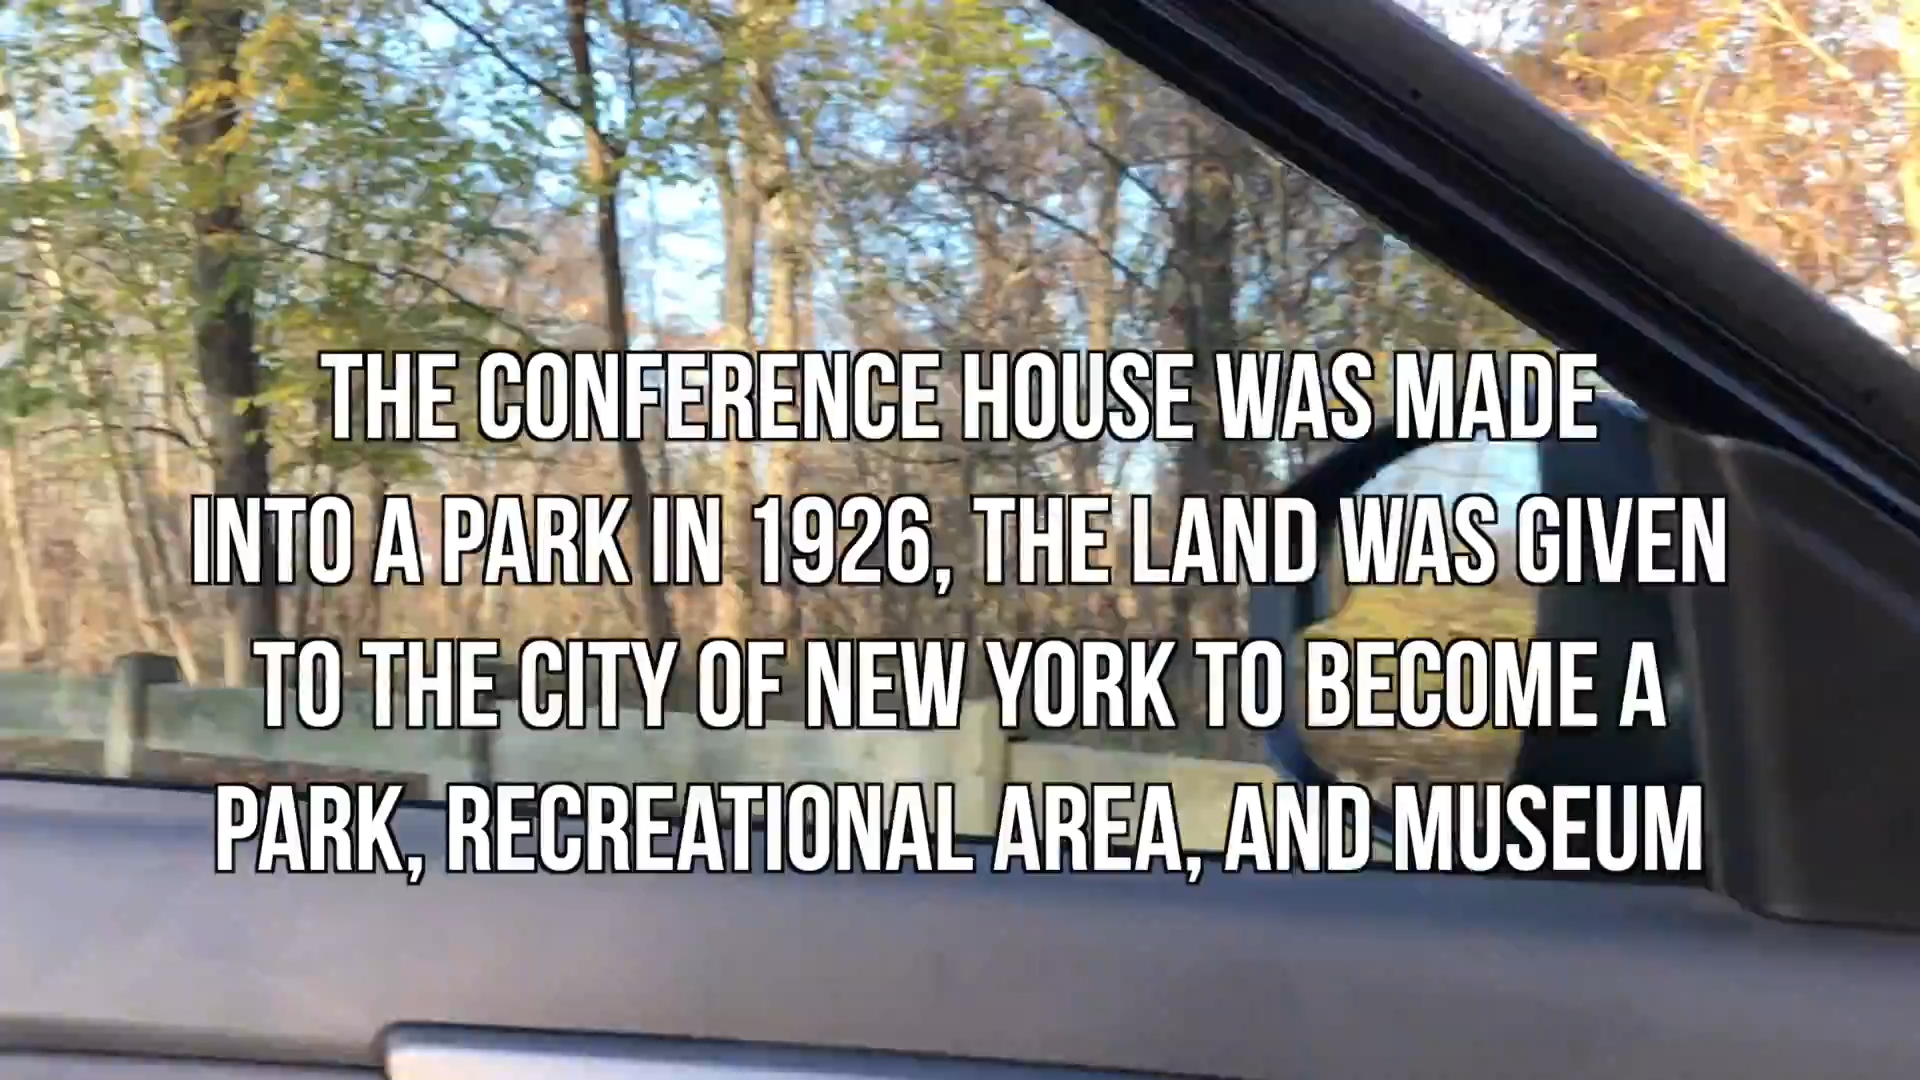 THE CONFERENCE HOUSE WAS MADE
INTO A PARK IN 1926, THE LAND WAS GIVEN
TO THE CITY OF NEW YORK TO BECOME A
PARK, RECREATIONAL AREA, AND MUSEUM